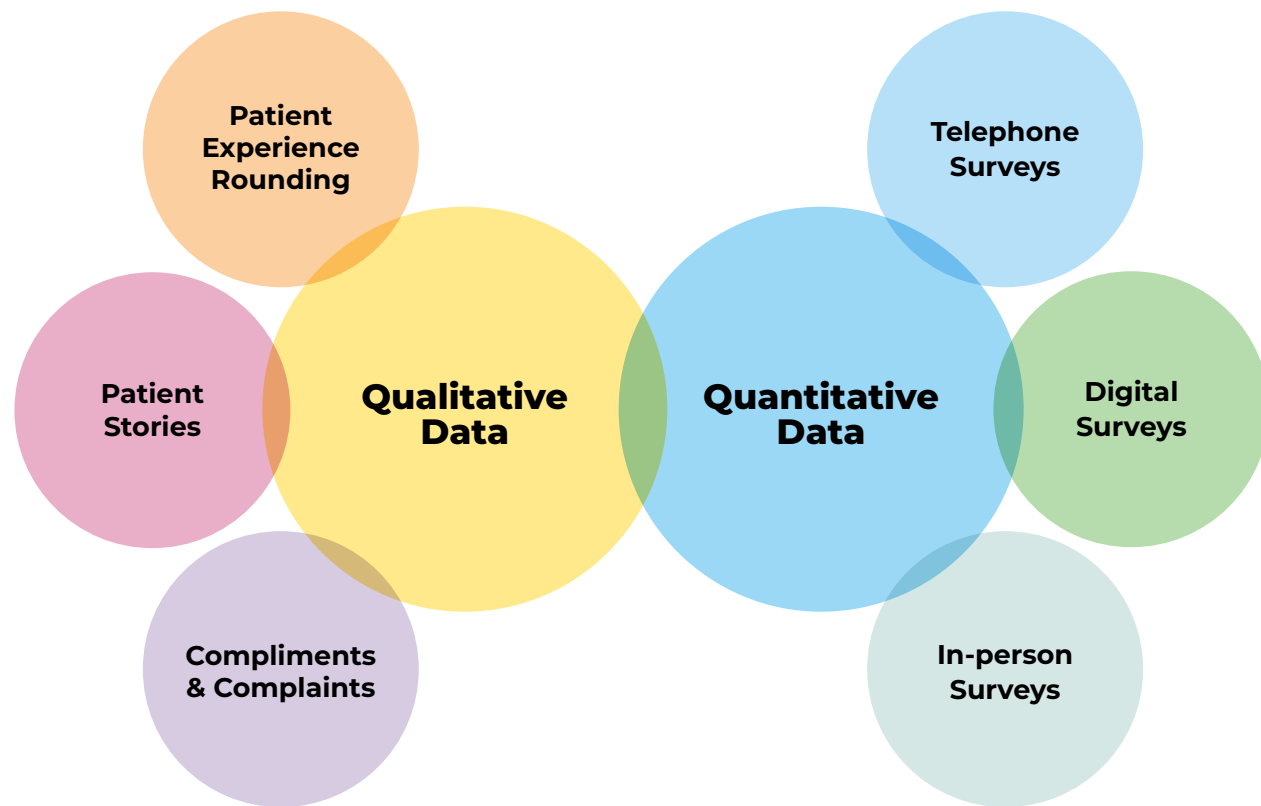 Patient
Experience
Rounding
Telephone
Surveys
Patient
Stories
Qualitative
Data
Quantitative
Data
Digital
Surveys
Compliments
& Complaints
In-person
Surveys